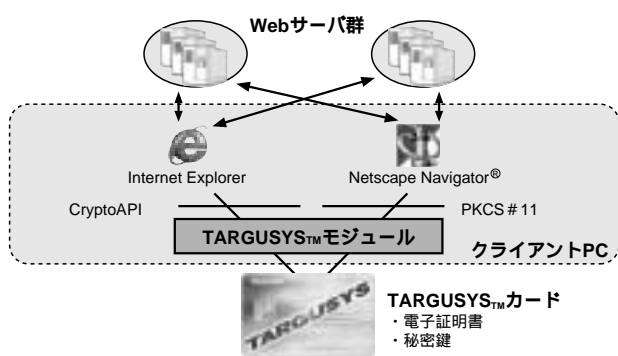 Webサーバ群
Internet Explorer
Netscape Navigator®
CryptoAPI
PKCS＃11
TARGUSYS™モジュール
クライアントPC
TARGUSYS
TARGUSYS™カード
・電子証明書
・秘密鍵